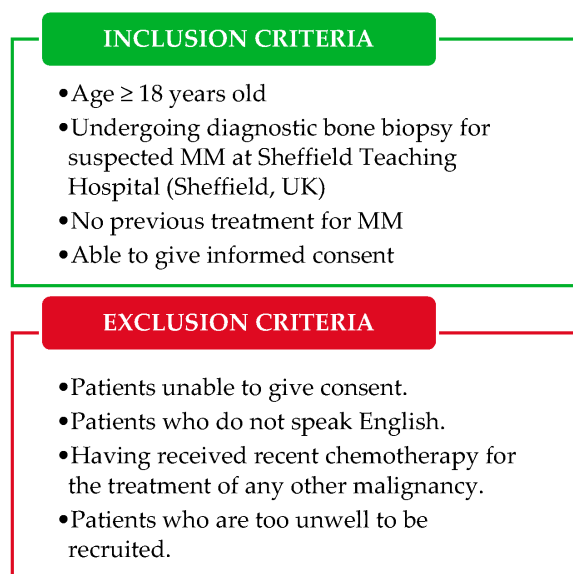 INCLUSION CRITERIA
•Age ≥ 18 years old
•Undergoing diagnostic bone biopsy for
suspected MM at Sheffield Teaching
Hospital (Sheffield, UK)
•No previous treatment for MM
•Able to give informed consent
EXCLUSION CRITERIA
•Patients unable to give consent.
•Patients who do not speak English.
•Having received recent chemotherapy for
the treatment of any other malignancy.
•Patients who are too unwell to be
recruited.